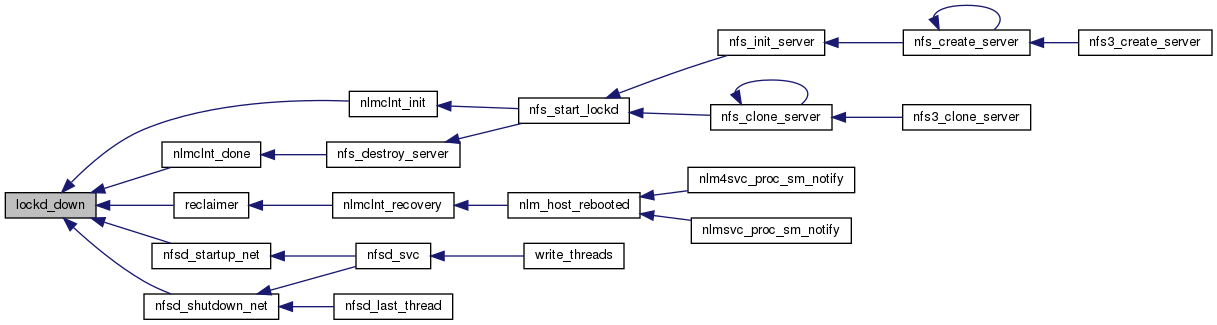 nfs_init_server
nfs_create_server
nfs3_create_server
nlmclnt_init
nfs_start_lockd
nfs_clone_server
nfs3_clone_server
nlmclnt_done
nfs_destroy_server
lockd_down
reclaimer
nlmclnt_recovery
nlm_host_rebooted
nlm4svc_proc_sm_notify
nlmsvc_proc_sm_notify
nfsd_startup_net
nfsd_svc
write_threads
nfsd_shutdown_net
nfsd_last_thread